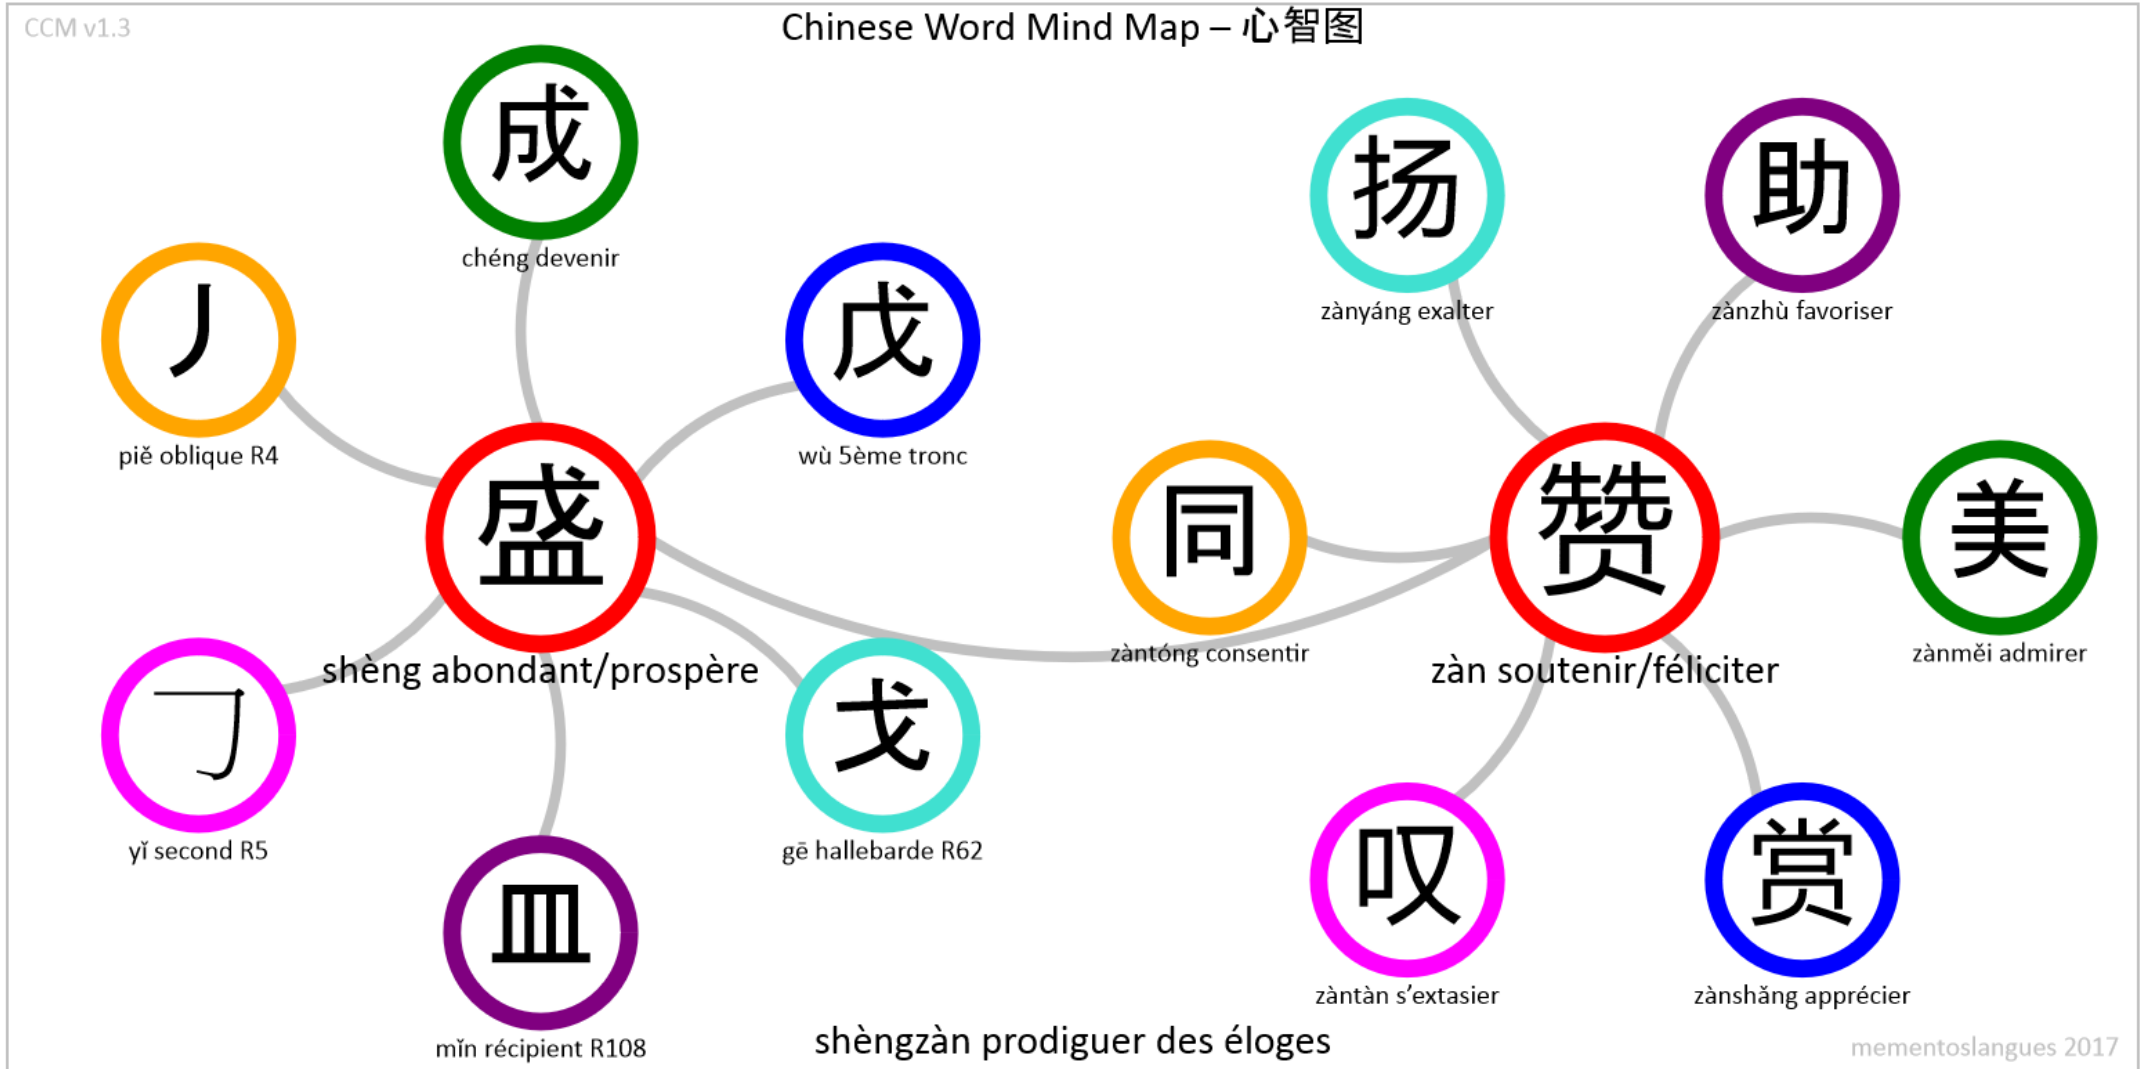 CCM v1.3
Chinese Word Mind Map – 心智图
成
chéng devenir
扬
zànyáng exalter
助
zànzhù favoriser
丿
piě oblique R4
戊
wù 5ème tronc
盛
shèng abondant/prospère
同
zàntóng consentir
赞
zàn soutenir/féliciter
美
zànměi admirer
𠃌
yǐ second R5
戈
gē hallebarde R62
皿
mǐn récipient R108
叹
zàntàn s’extasier
赏
zànshǎng apprécier
shèngzàn prodiguer des éloges
mementoslangues 2017